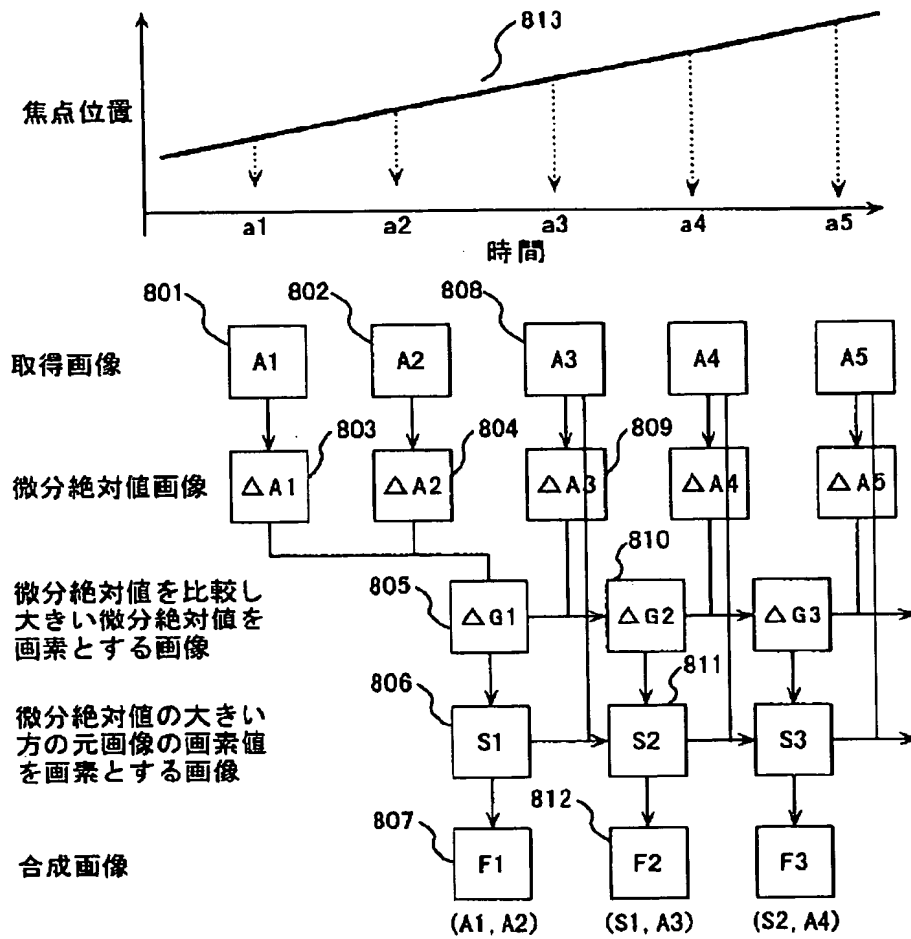 813
焦点位置
a1 a2 a3 a4 a5
時間
801 802 808
取得画像 A1 A2 A3 A4 A5
803 804 809
微分絶対値画像 △A1 △A2 △A3 △A4 △A5
810
微分絶対値を比較し
大きい微分絶対値を
画素とする画像
805 △G1 △G2 △G3
806 811
微分絶対値の大きい
方の元画像の画素値
を画素とする画像
S1 S2 S3
807 812
合成画像 F1 F2 F3
(A1, A2) (S1, A3) (S2, A4)